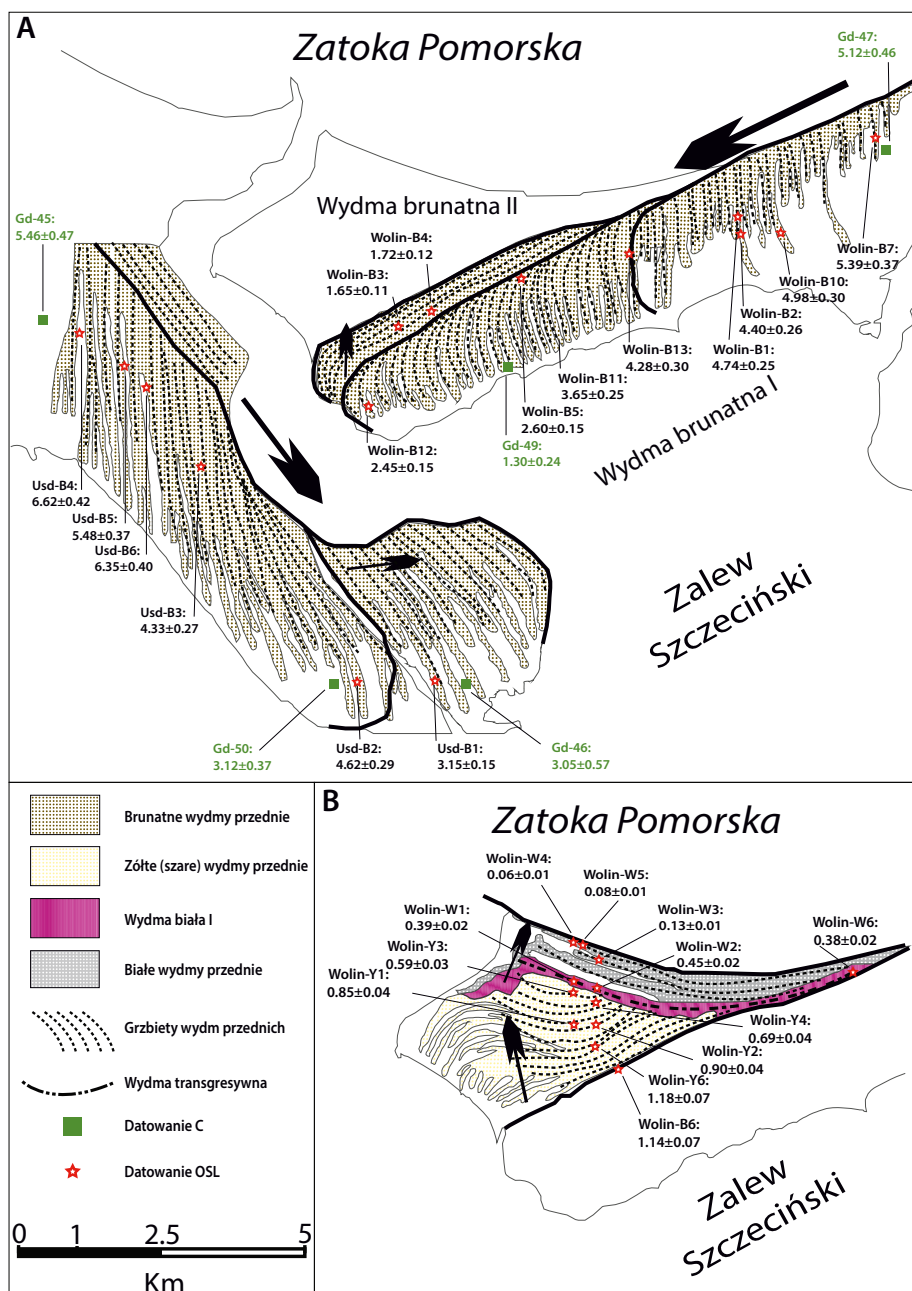 A
Zatoka Pomorska
Gd-47:
5.12±0.46
Gd-45:
5.46±0.47
Wydma brunatna II
Wolin-B4:
1.72±0.12
Wolin-B3:
1.65±0.11
Wolin-B7:
5.39±0.37
Wolin-B10:
4.98±0.30
Wolin-B2:
4.40±0.26
Wolin-B1:
4.74±0.25
Wolin-B13:
4.28±0.30
Wolin-B11:
3.65±0.25
Wolin-B5:
2.60±0.15
Gd-49:
1.30±0.24
Wolin-B12:
2.45±0.15
Wydma brunatna I
Usd-B4:
6.62±0.42
Usd-B5:
5.48±0.37
Usd-B6:
6.35±0.40
Usd-B3:
4.33±0.27
Zalew
Szczeciński
Gd-50:
3.12±0.37
Usd-B2:
4.62±0.29
Usd-B1:
3.15±0.15
Gd-46:
3.05±0.57
Brunatne wydmy przednie
Zółte (szare) wydmy przednie
Wydma biała I
Białe wydmy przednie
Grzbiety wydm przednich
Wydma transgresywna
Datowanie C
Datowanie OSL
0 1 2.5 5
Km
B
Zatoka Pomorska
Wolin-W4:
0.06±0.01
Wolin-W5:
0.08±0.01
Wolin-W1:
0.39±0.02
Wolin-W3:
0.13±0.01
Wolin-W6:
0.38±0.02
Wolin-Y3:
0.59±0.03
Wolin-W2:
0.45±0.02
Wolin-Y1:
0.85±0.04
Wolin-Y4:
0.69±0.04
Wolin-Y2:
0.90±0.04
Wolin-Y6:
1.18±0.07
Wolin-B6:
1.14±0.07
Zalew
Szczeciński